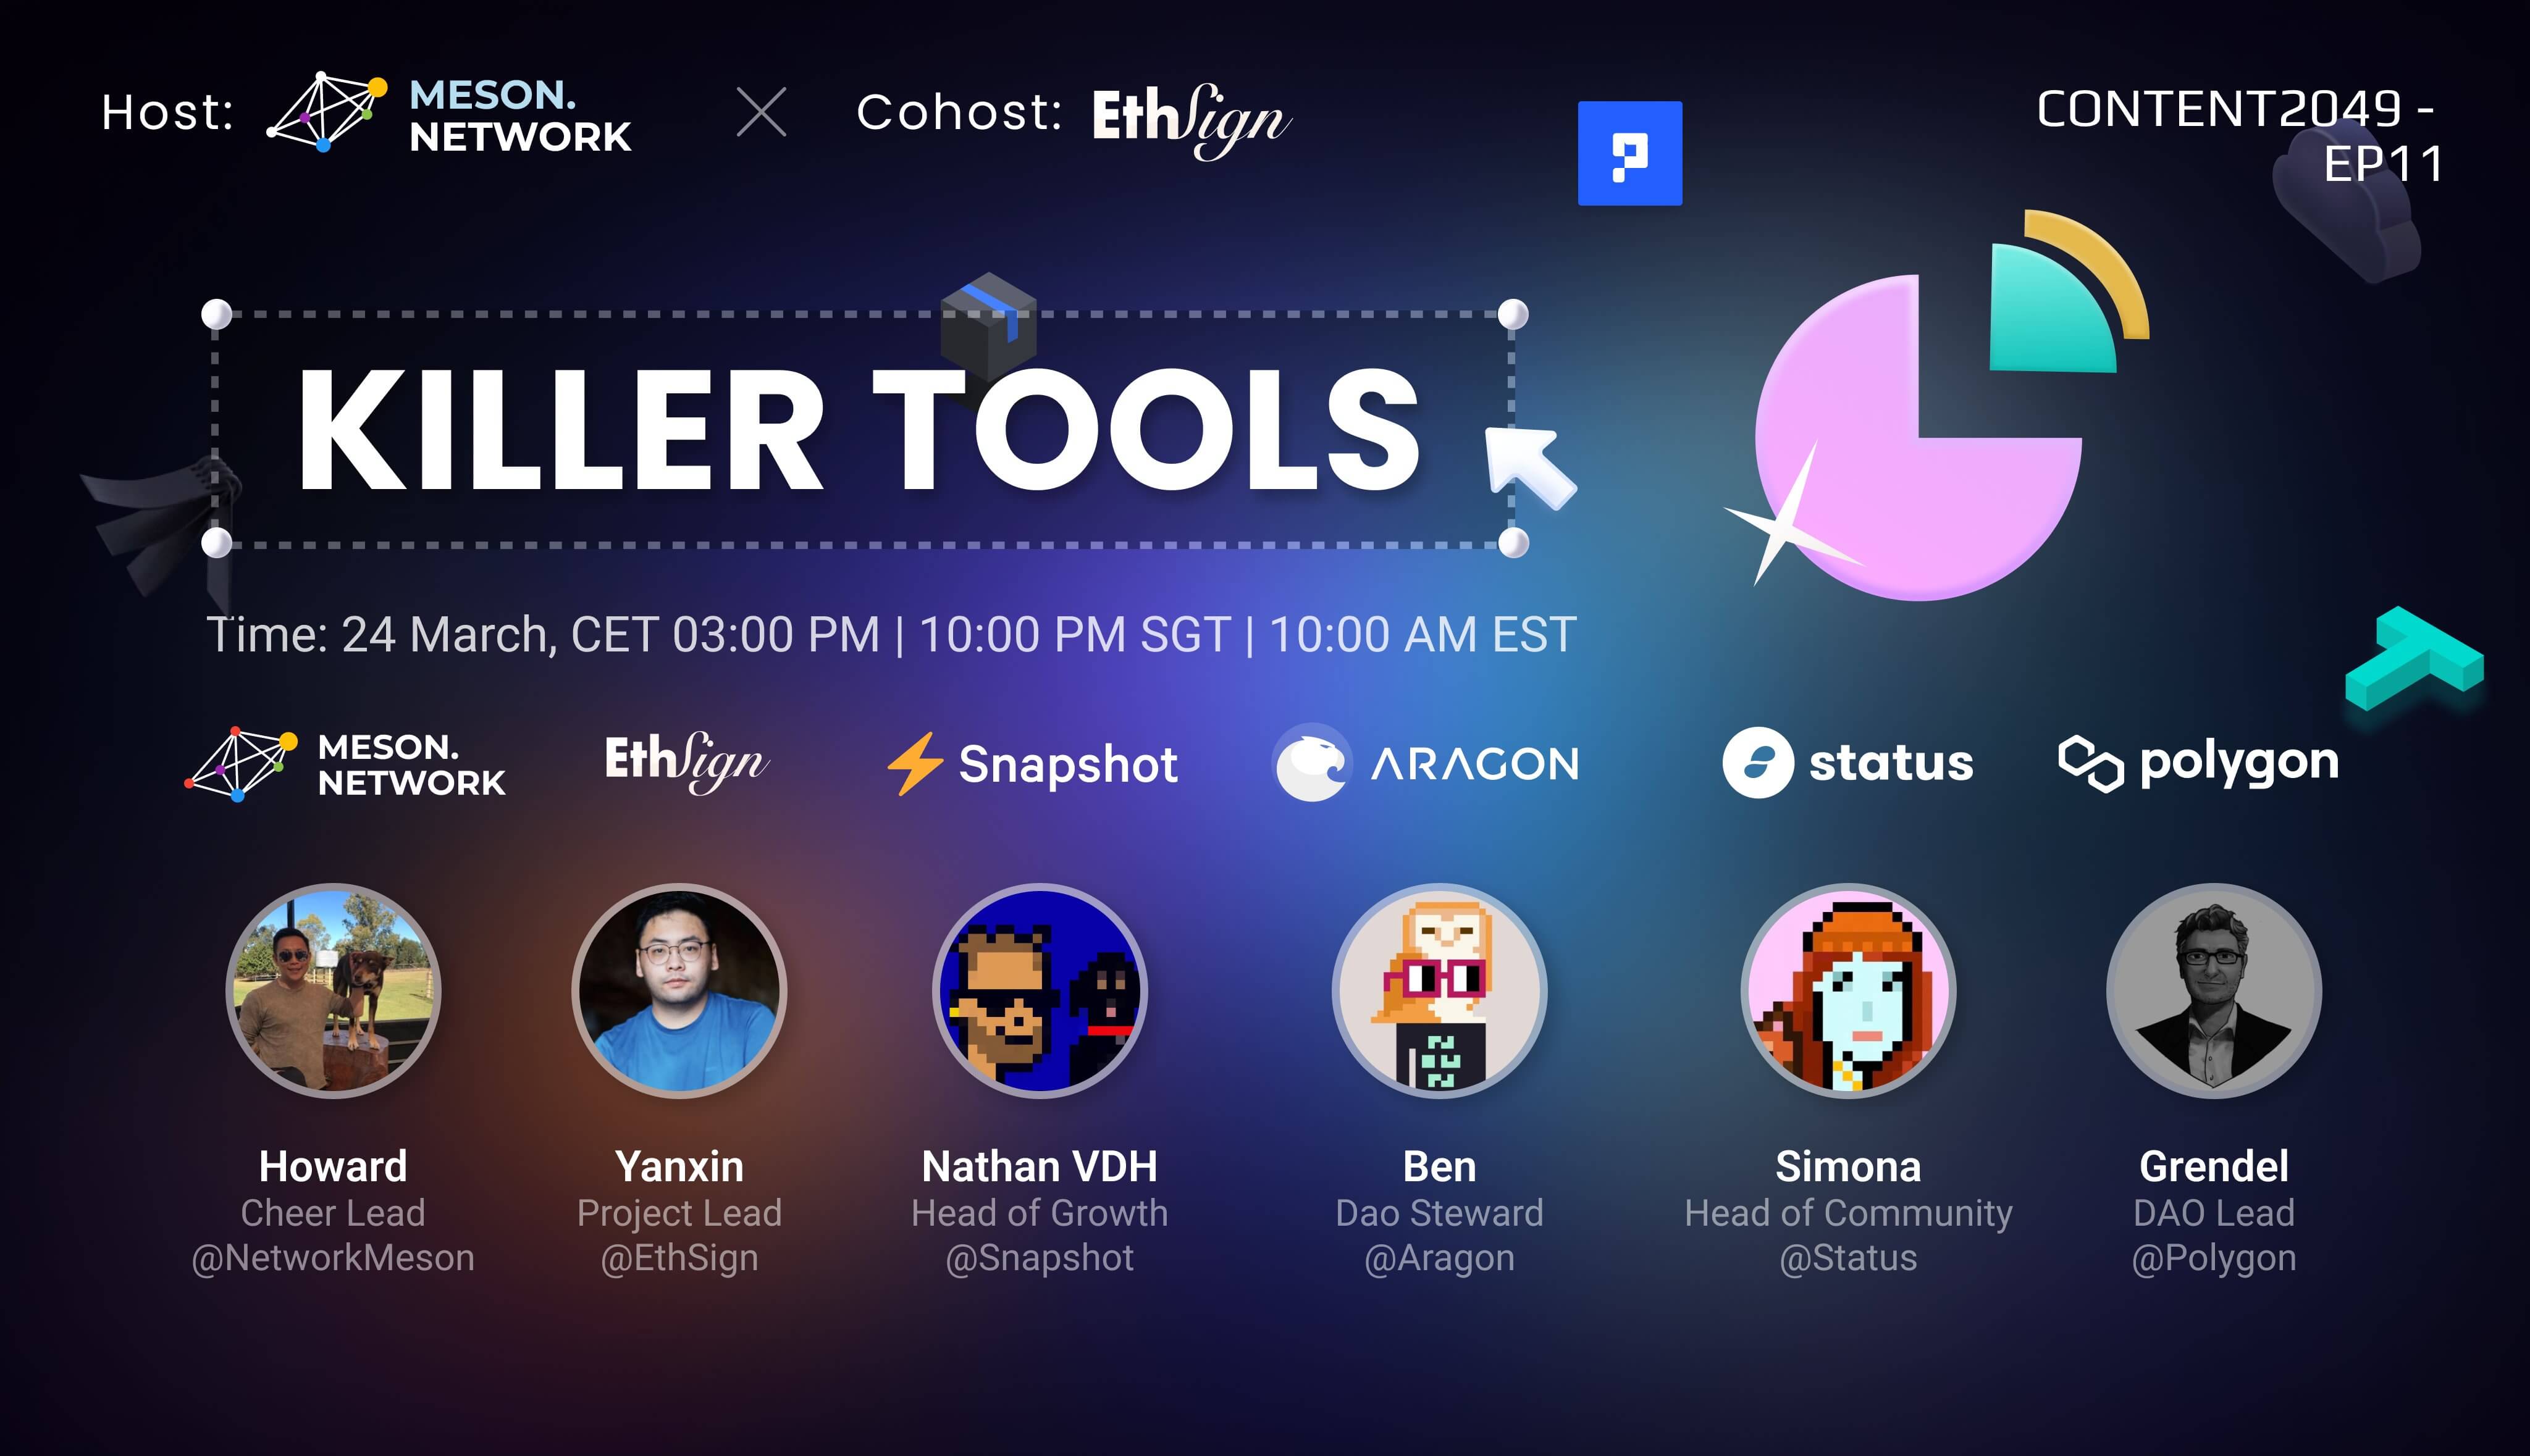 Host: MESON. NETWORK
Cohost: EthSign
CONTENT2049 -
EP11
KILLER TOOLS
Time: 24 March, CET 03:00 PM | 10:00 PM SGT | 10:00 AM EST
MESON.
NETWORK
EthSign
Snapshot
ARAGON
status
polygon
Howard
Cheer Lead
@NetworkMeson
Yanxin
Project Lead
@EthSign
Nathan VDH
Head of Growth
@Snapshot
Ben
Dao Steward
@Aragon
Simona
Head of Community
@Status
Grendel
DAO Lead
@Polygon